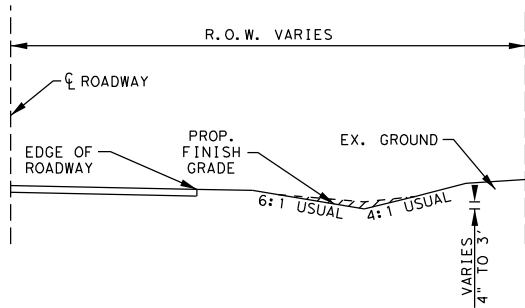 R.O.W. VARIES
℄ ROADWAY
EDGE OF
ROADWAY
PROP.
FINISH
GRADE
EX. GROUND
6:1 USUAL
4:1 USUAL
VARIES
4" TO 3'